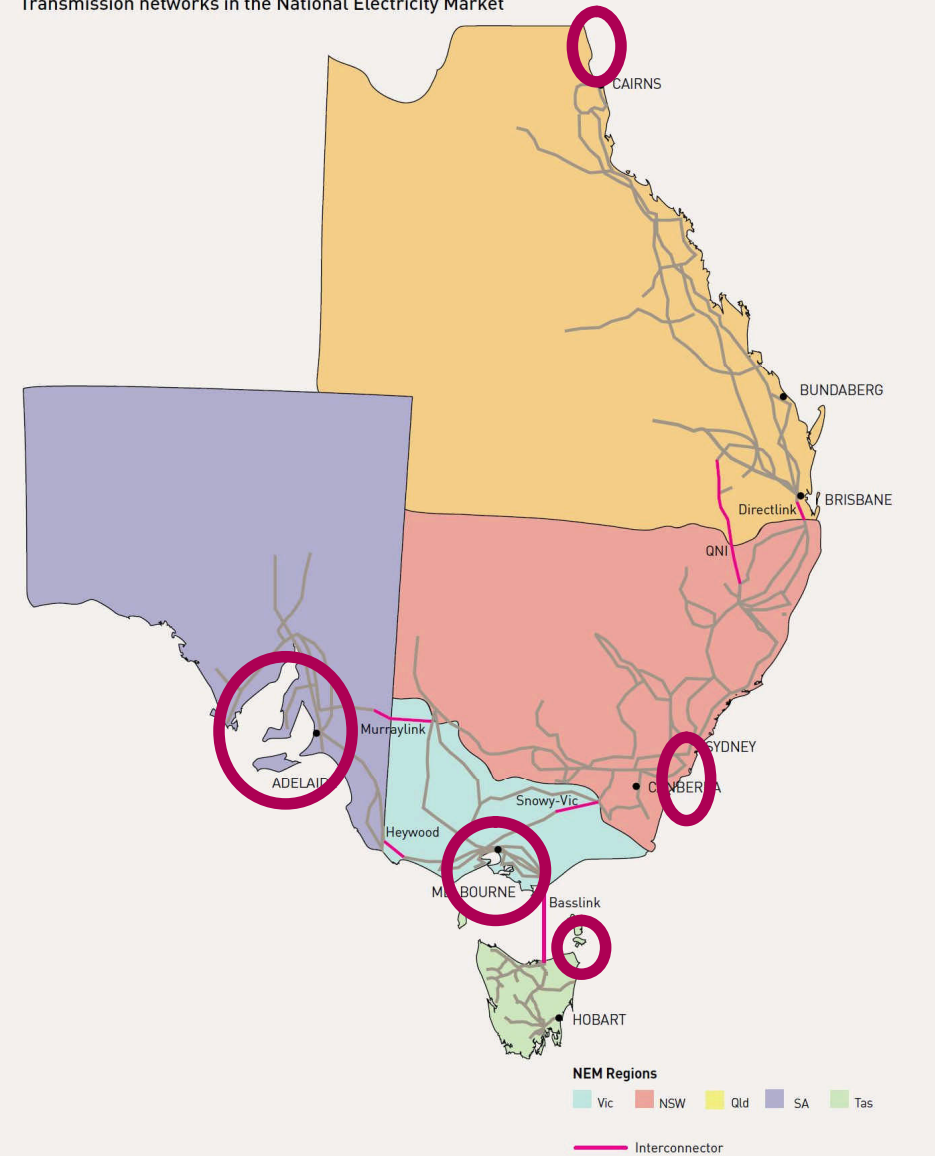 Transmission networks in the National Electricity Market
CAIRNS
BUNDABERG
BRISBANE
Directlink
QNI
Murraylink
SYDNEY
ADELAIDE
CANBERRA
Snowy-Vic
Heywood
MELBOURNE
Basslink
HOBART
NEM Regions
Vic NSW Qld SA Tas
Interconnector